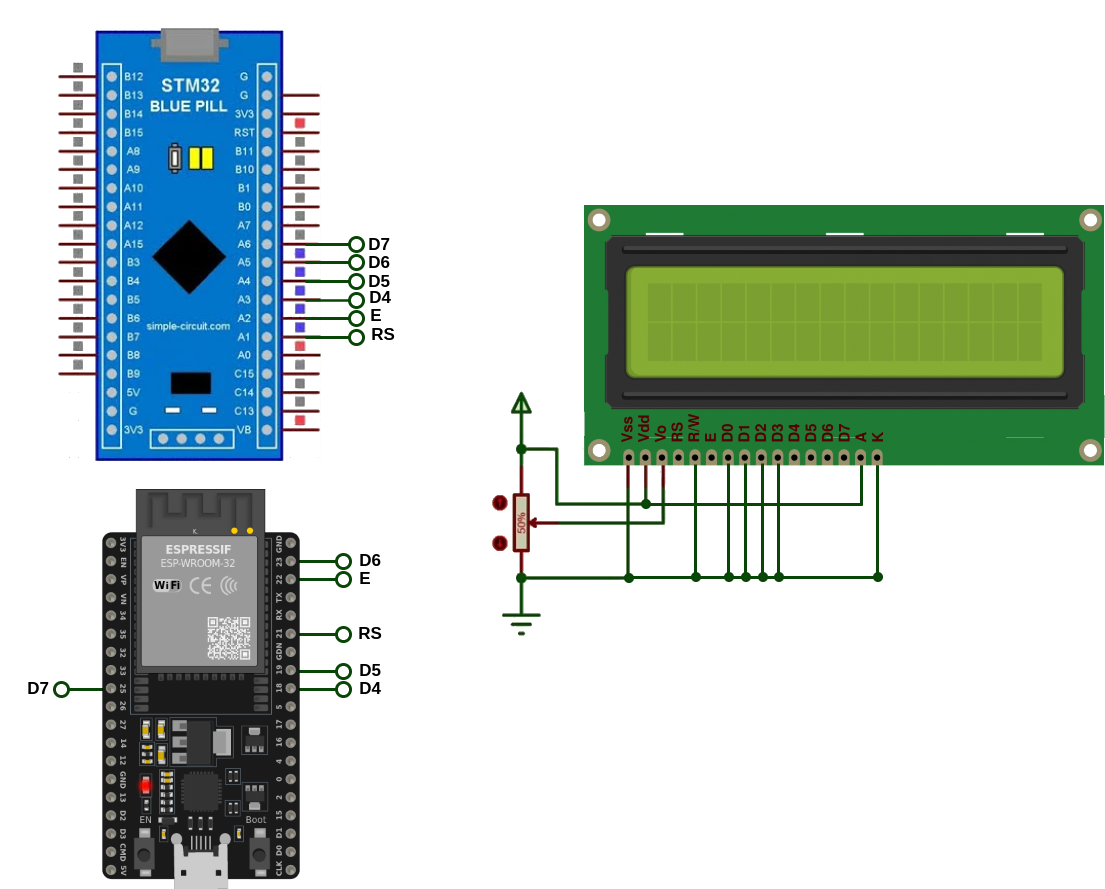 STM32
BLUE PILL
B12
B13
B14
B15
A8
A9
A10
A11
A12
A15
B3
B4
B5
B6
B7
B8
B9
5V
G
3V3
G
G
3V3
RST
B11
B10
B1
B0
A7
A6
A5
A4
A3
A2
A1
A0
C15
C14
C13
VB
simple-circuit.com
D7
D6
D5
D4
E
RS
Vss
Vdd
Vo
RS
R/W
E
D0
D1
D2
D3
D4
D5
D6
D7
A
K
50%
K.
ESPRESSIF
ESP-WROOM-32
WiFi
CE
3V3
EN
VP
VN
34
35
32
33
25
26
27
14
12
GND
13
D2
D3
CMD
5V
GND
23
22
TX
RX
21
GDN
19
18
5
17
16
4
0
2
15
D1
D0
CLK
EN
Boot
D6
E
RS
D5
D4
D7